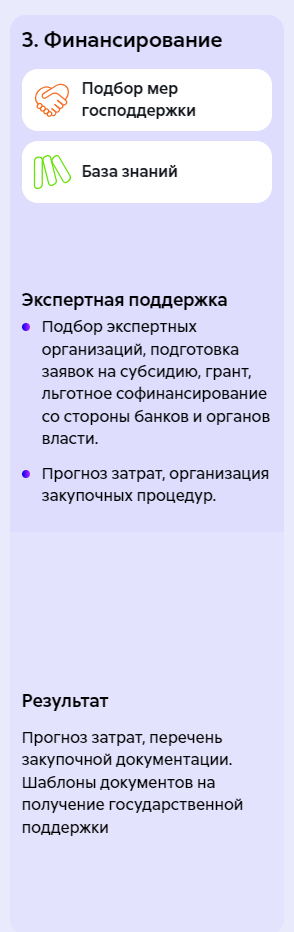 3. Финансирование
Подбор мер
господдержки
База знаний
Экспертная поддержка
Подбор экспертных
организаций, подготовка
заявок на субсидию, грант,
льготное софинансирование
со стороны банков и органов
власти.
Прогноз затрат, организация
закупочных процедур.
Результат
Прогноз затрат, перечень
закупочной документации.
Шаблоны документов на
получение государственной
поддержки